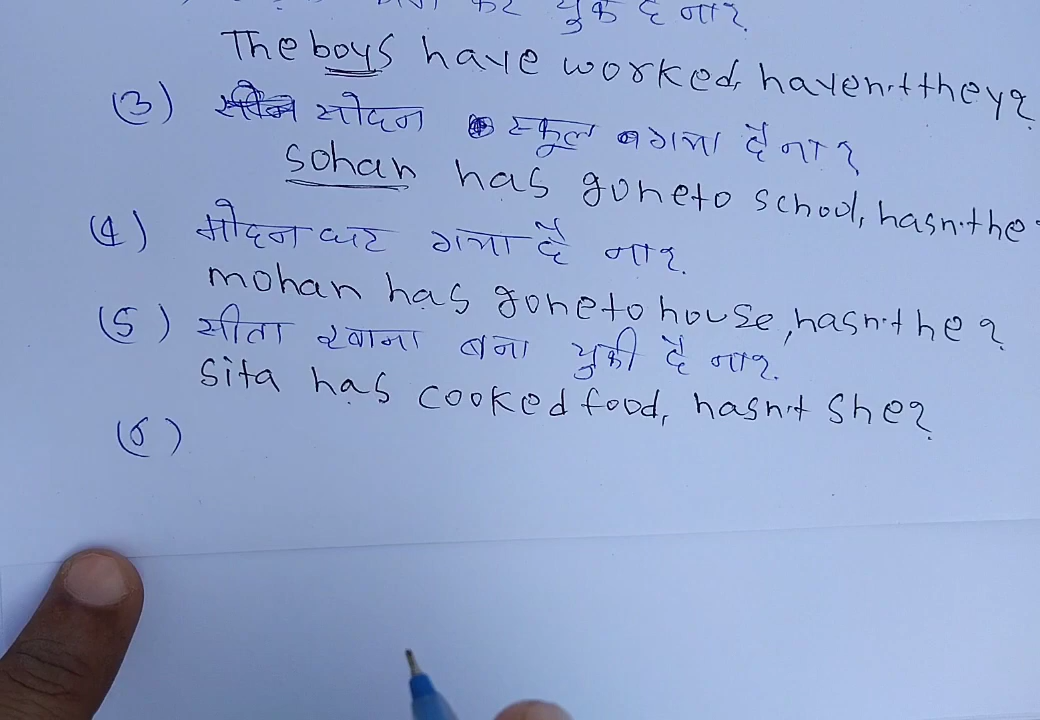 कर चुके है ना?
The boys have worked, haven't they?
(3) सोहन स्कूल गया है ना?
sohan has gone to school, hasn't he
(4) मोहन घर गया है ना?
mohan has gone to house, hasn't he?
(5) सीता खाना बना चुकी है ना?
Sita has cooked food, hasn't she?
(6)